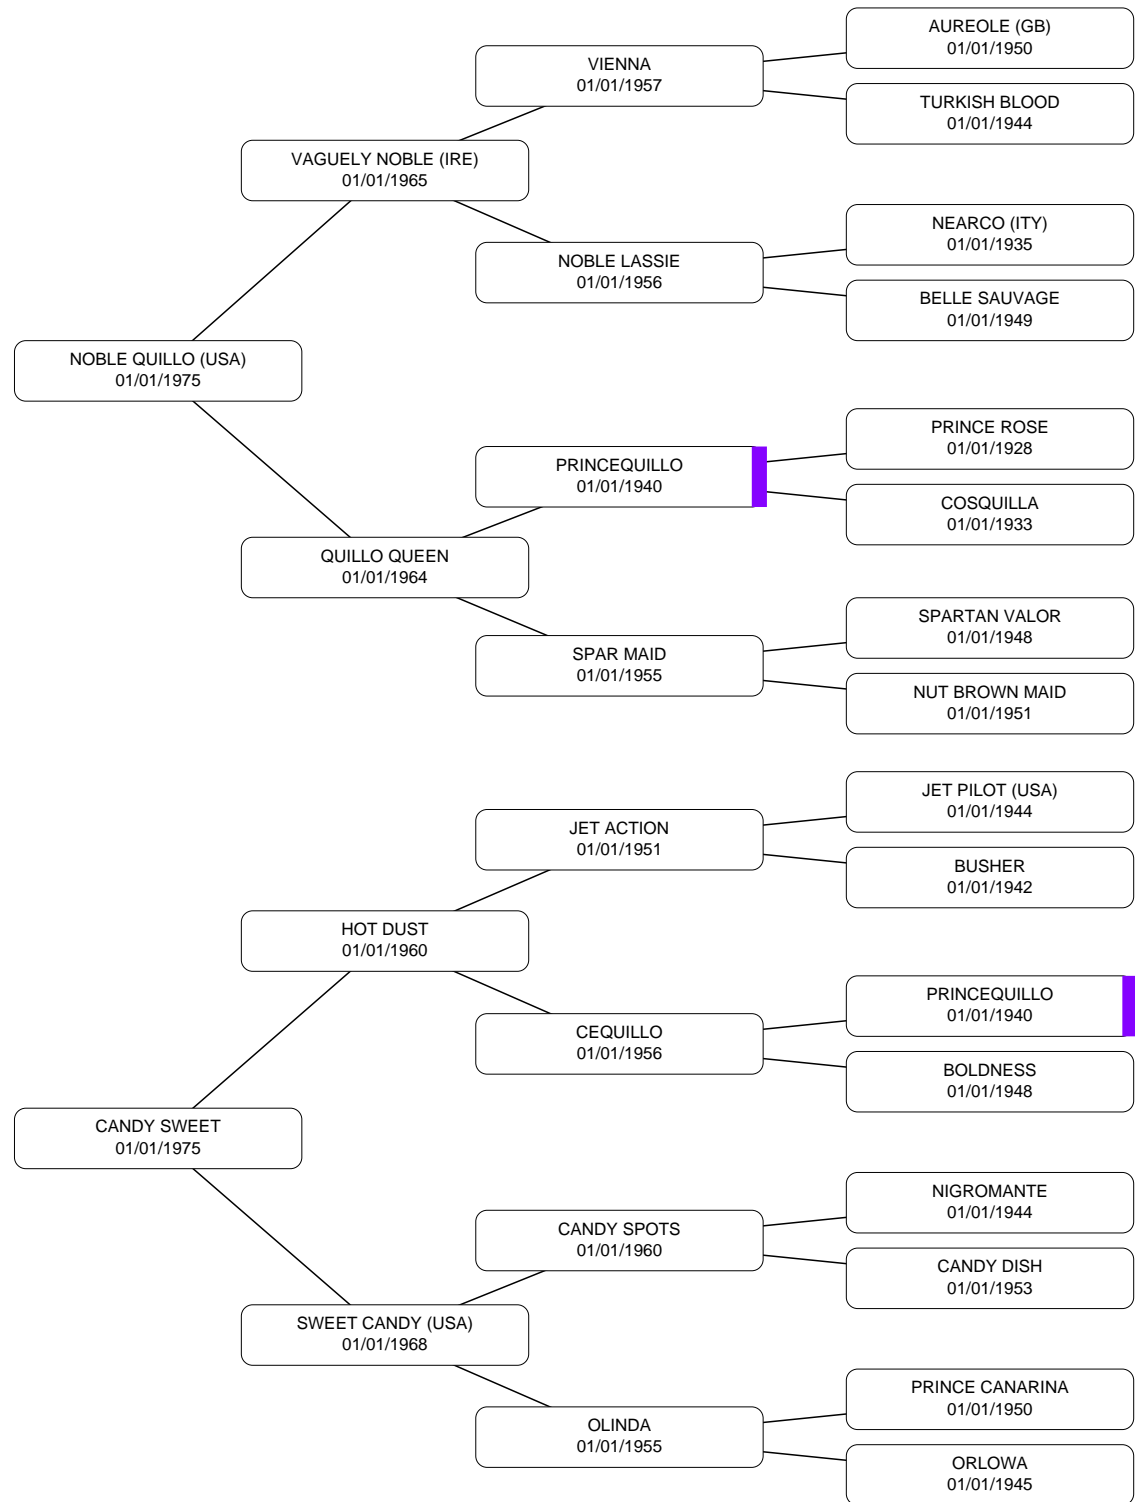 AUREOLE (GB)
01/01/1950
VIENNA
01/01/1957
TURKISH BLOOD
01/01/1944
VAGUELY NOBLE (IRE)
01/01/1965
NEARCO (ITY)
01/01/1935
NOBLE LASSIE
01/01/1956
BELLE SAUVAGE
01/01/1949
NOBLE QUILLO (USA)
01/01/1975
PRINCE ROSE
01/01/1928
PRINCEQUILLO
01/01/1940
COSQUILLA
01/01/1933
QUILLO QUEEN
01/01/1964
SPARTAN VALOR
01/01/1948
SPAR MAID
01/01/1955
NUT BROWN MAID
01/01/1951
JET PILOT (USA)
01/01/1944
JET ACTION
01/01/1951
BUSHER
01/01/1942
HOT DUST
01/01/1960
PRINCEQUILLO
01/01/1940
CEQUILLO
01/01/1956
BOLDNESS
01/01/1948
CANDY SWEET
01/01/1975
NIGROMANTE
01/01/1944
CANDY SPOTS
01/01/1960
CANDY DISH
01/01/1953
SWEET CANDY (USA)
01/01/1968
PRINCE CANARINA
01/01/1950
OLINDA
01/01/1955
ORLOWA
01/01/1945